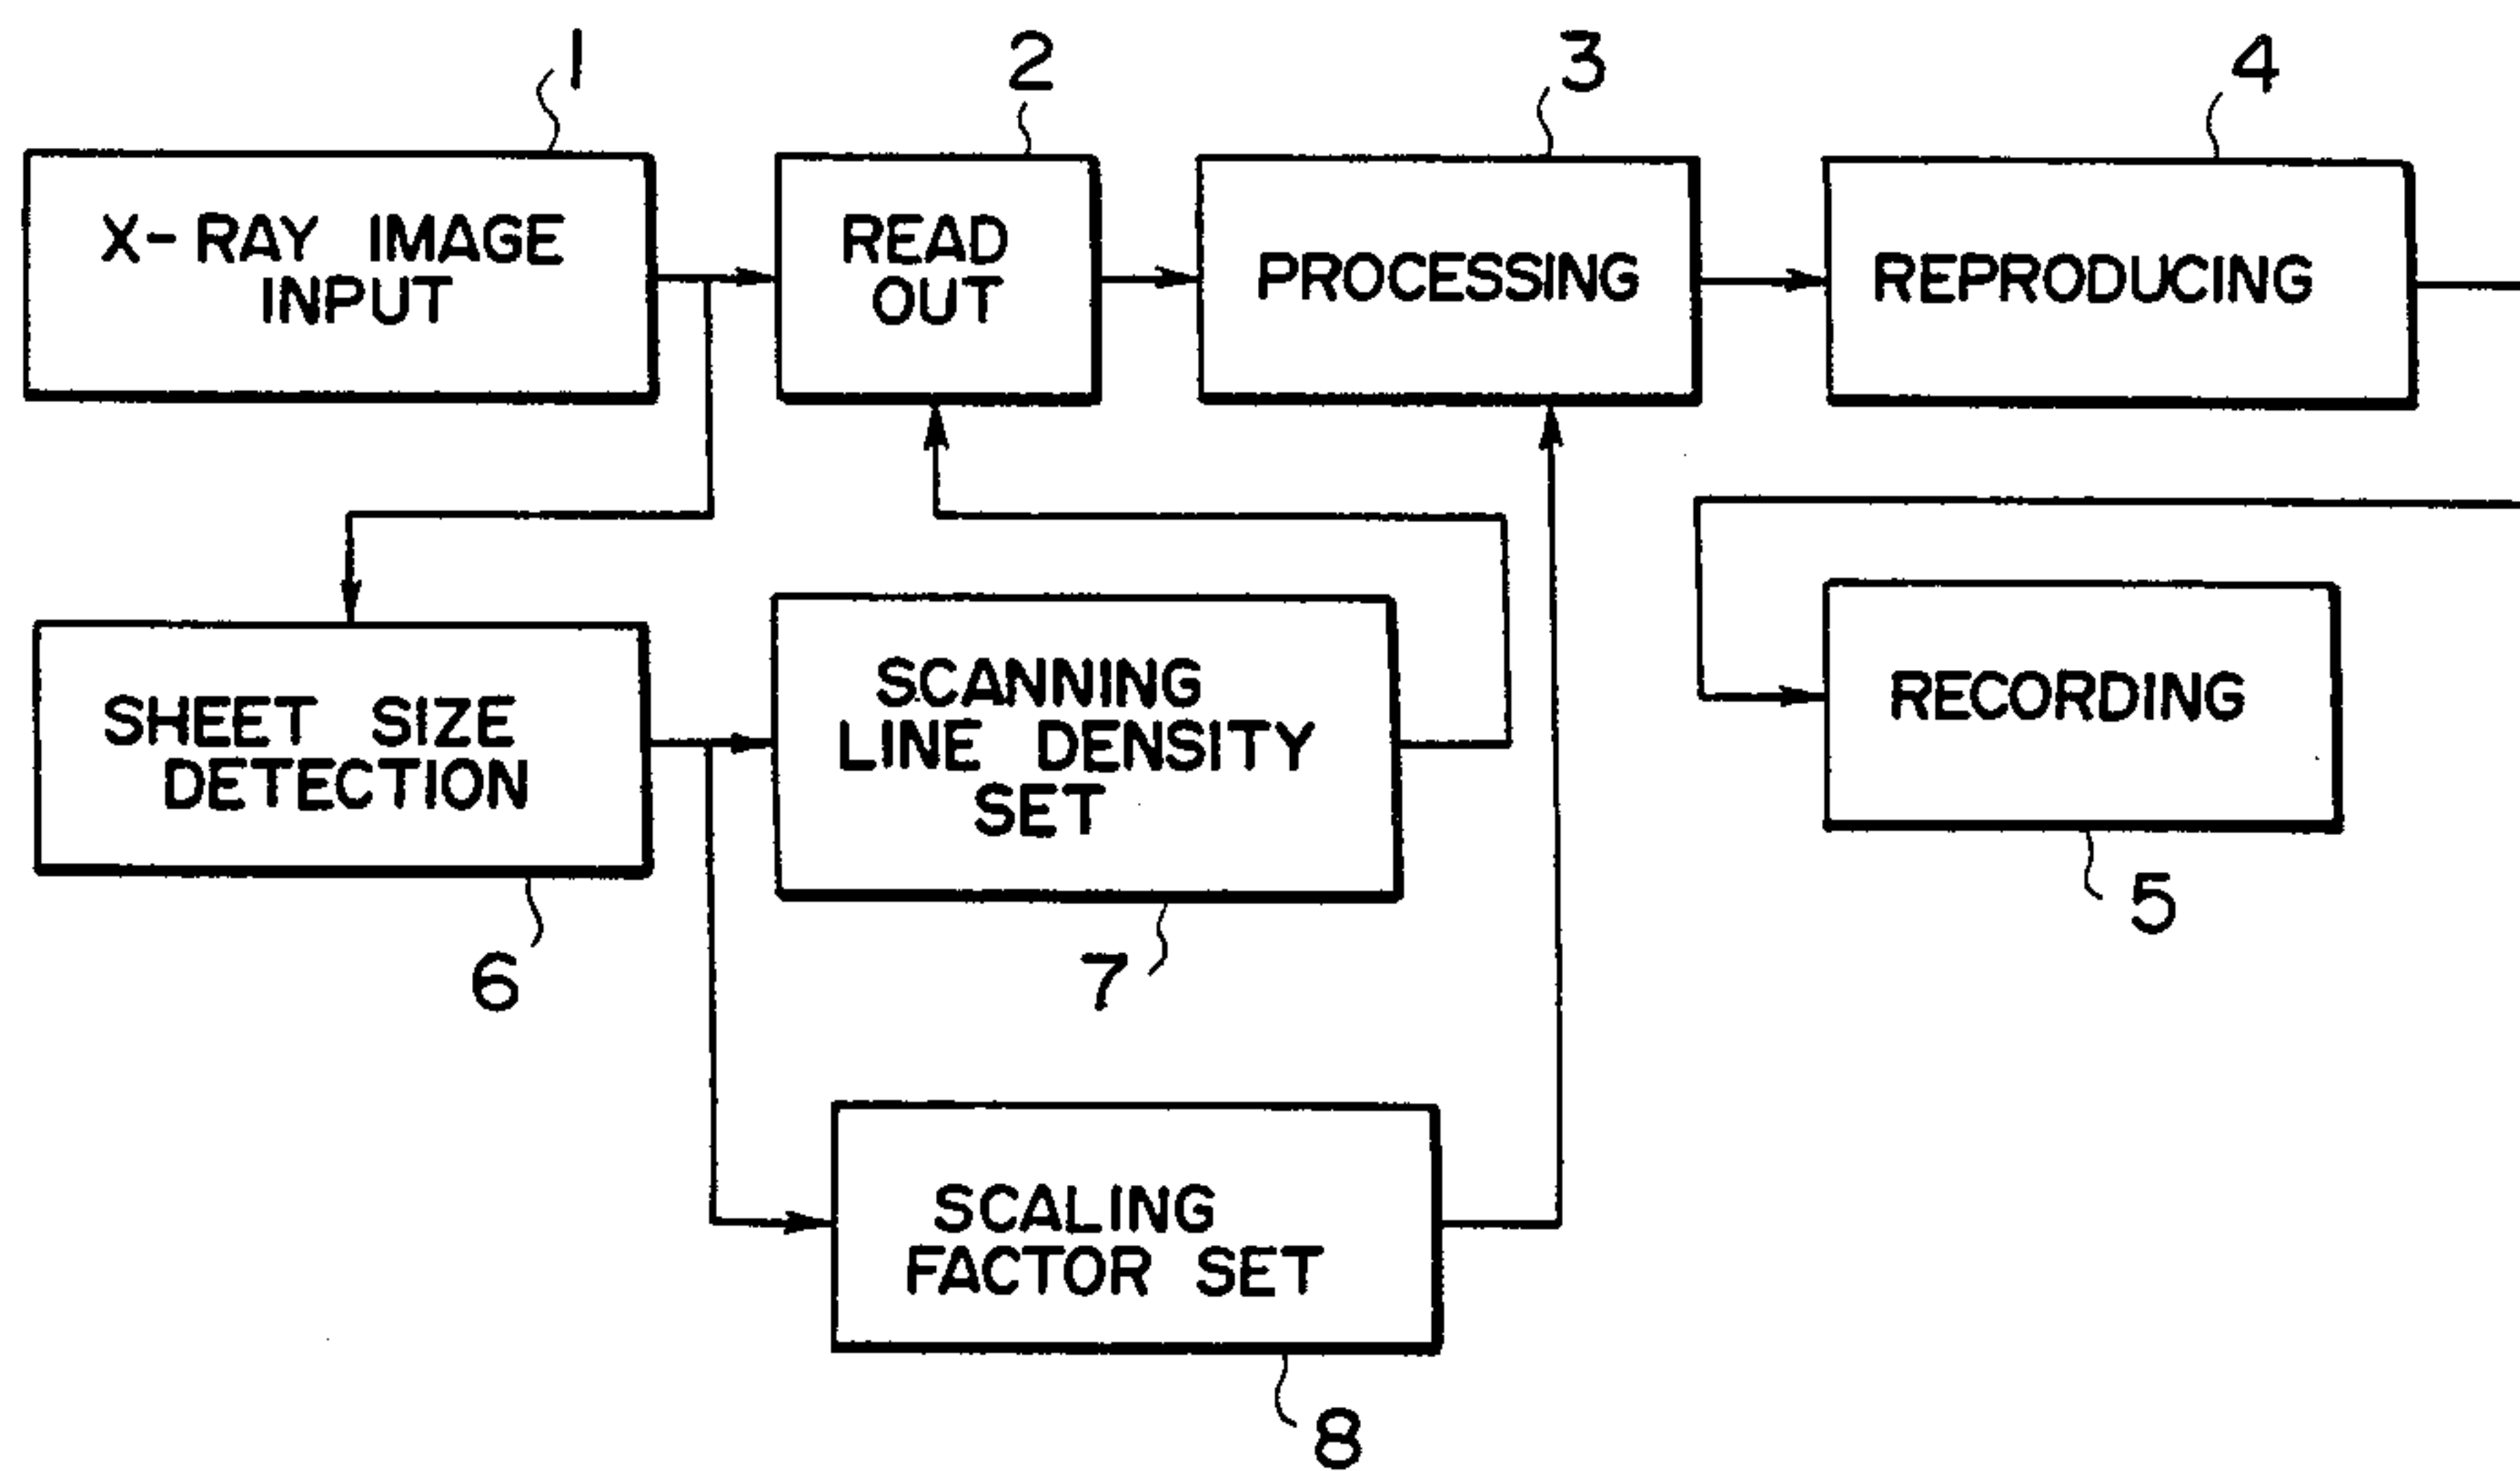 1
2
3
4
X-RAY IMAGE
INPUT
READ
OUT
PROCESSING
REPRODUCING
SHEET SIZE
DETECTION
6
SCANNING
LINE DENSITY
SET
7
RECORDING
5
SCALING
FACTOR SET
8